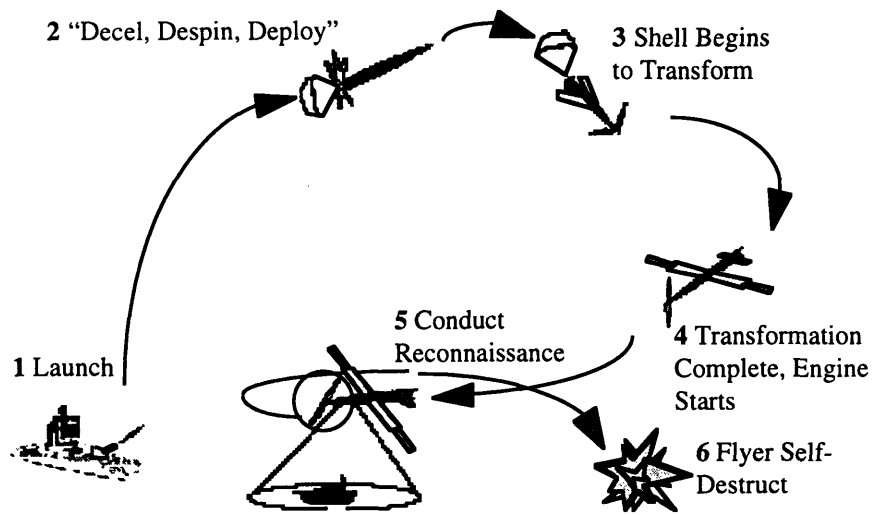 2 “Decel, Despin, Deploy”
3 Shell Begins
to Transform
1 Launch
5 Conduct
Reconnaissance
4 Transformation
Complete, Engine
Starts
6 Flyer Self-
Destruct